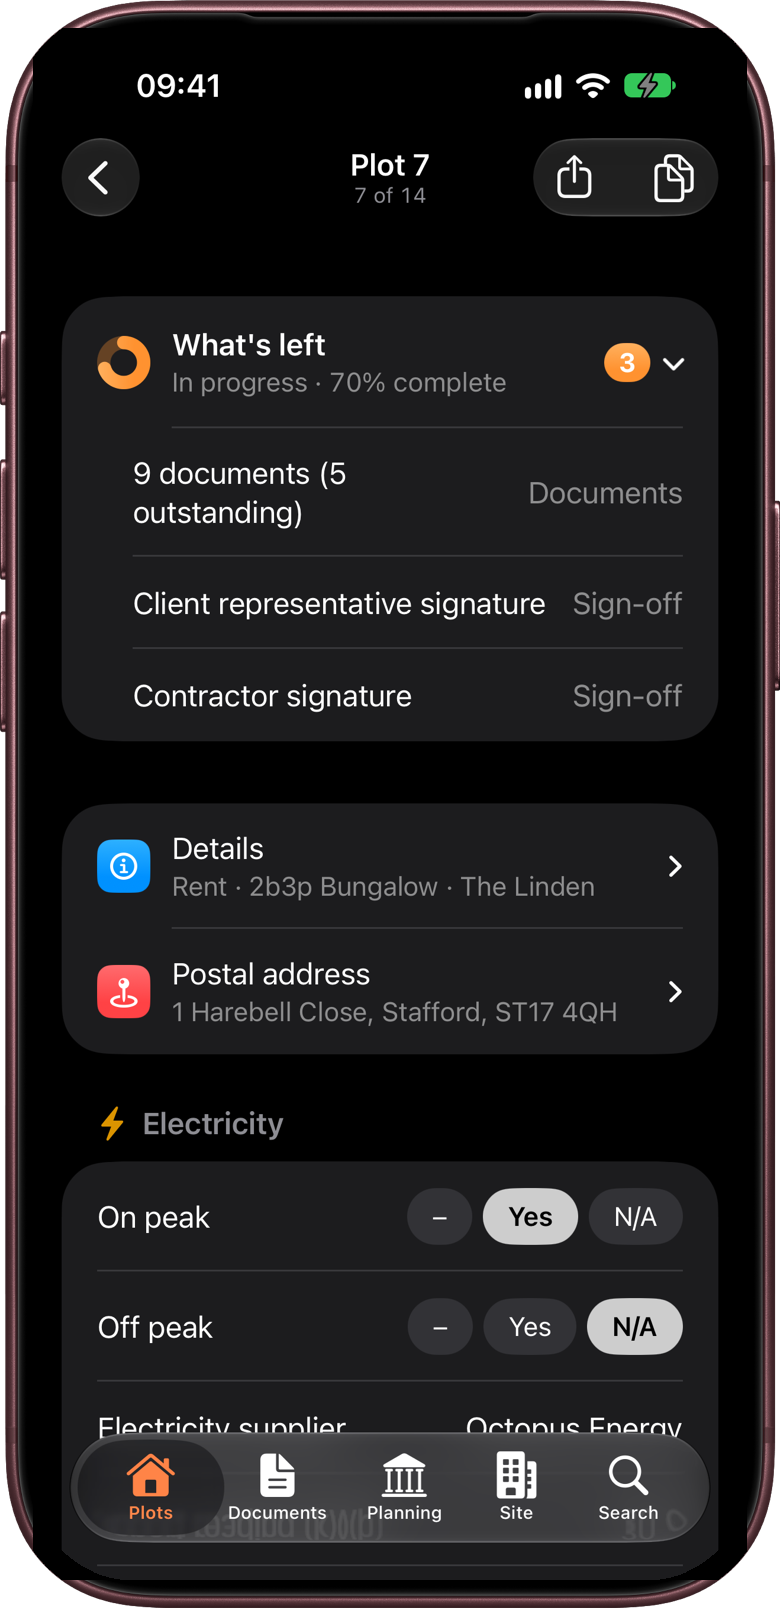 09:41
Plot 7
7 of 14
What's left
In progress · 70% complete
3
9 documents (5
outstanding)
Documents
Client representative signature
Sign-off
Contractor signature
Sign-off
Details
Rent · 2b3p Bungalow · The Linden
Postal address
1 Harebell Close, Stafford, ST17 4QH
Electricity
On peak
–
Yes
N/A
Off peak
–
Yes
N/A
Electricity supplier
Octopus Energy
Plots
Documents
Planning
Site
Search